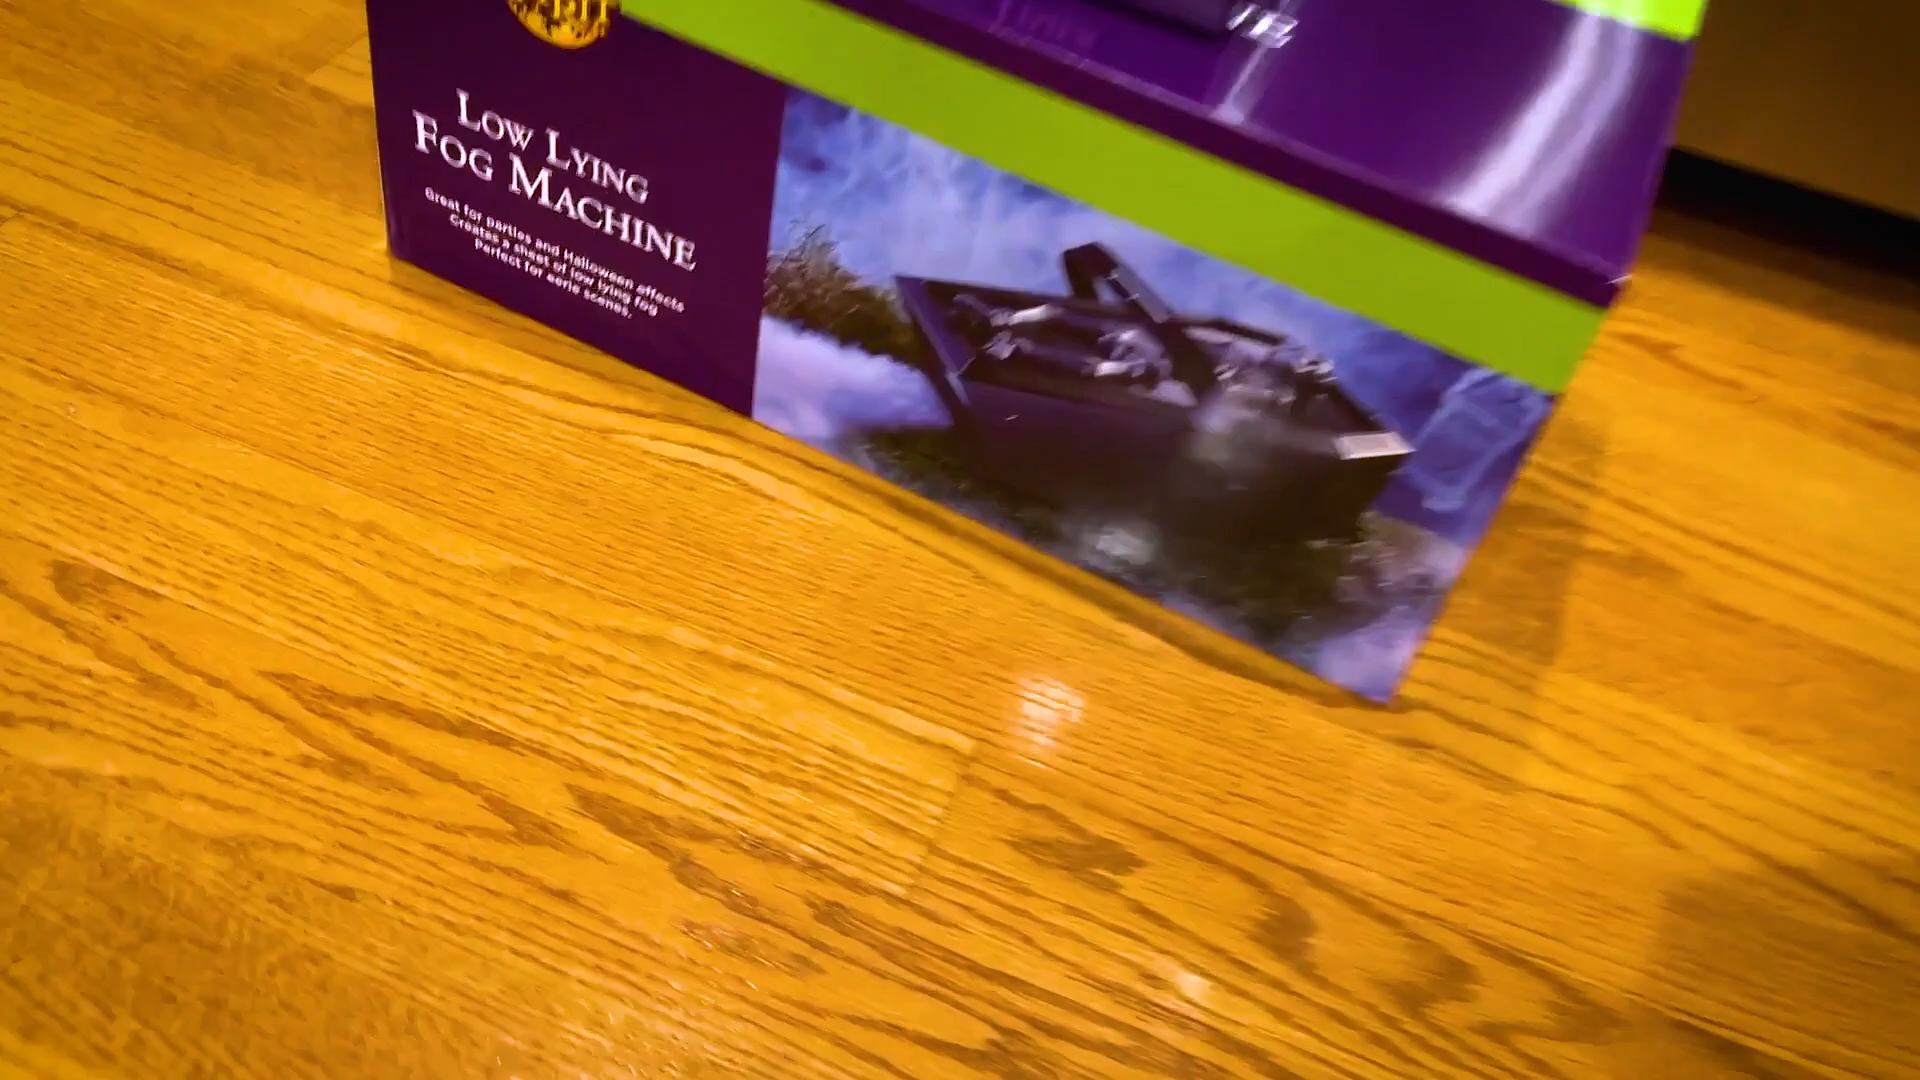 LOW LYING
FOG MACHINE
Great for parties and Halloween effects
Creates a sheet of low lying fog
Perfect for eerie scenes.